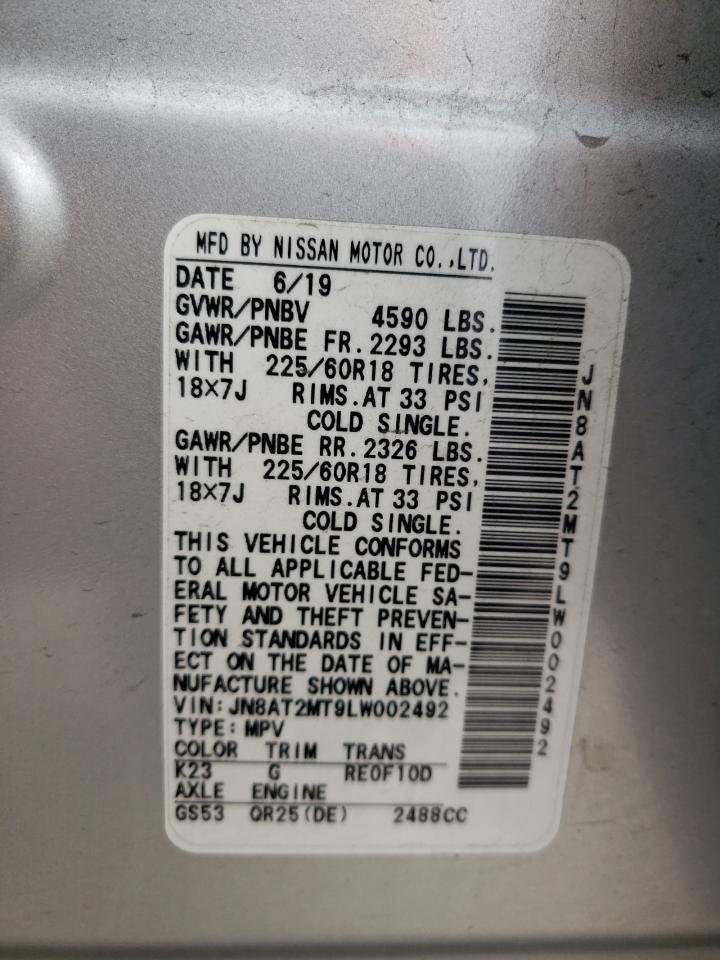 MFD BY NISSAN MOTOR CO.,LTD.
DATE 6/19
GVWR/PNBV 4590 LBS.
GAWR/PNBE FR.2293 LBS.
WITH 225/60R18 TIRES,
18×7J RIMS.AT 33 PSI
COLD SINGLE.
GAWR/PNBE RR.2326 LBS.
WITH 225/60R18 TIRES,
18×7J RIMS.AT 33 PSI
COLD SINGLE.
THIS VEHICLE CONFORMS
TO ALL APPLICABLE FED-
ERAL MOTOR VEHICLE SA-
FETY AND THEFT PREVEN-
TION STANDARDS IN EFF-
ECT ON THE DATE OF MA-
NUFACTURE SHOWN ABOVE.
VIN:JN8AT2MT9LW002492
TYPE:MPV
COLOR TRIM TRANS
K23 G RE0F10D
AXLE ENGINE
GS53 QR25(DE) 2488CC
JN8AT2MT9LW002492